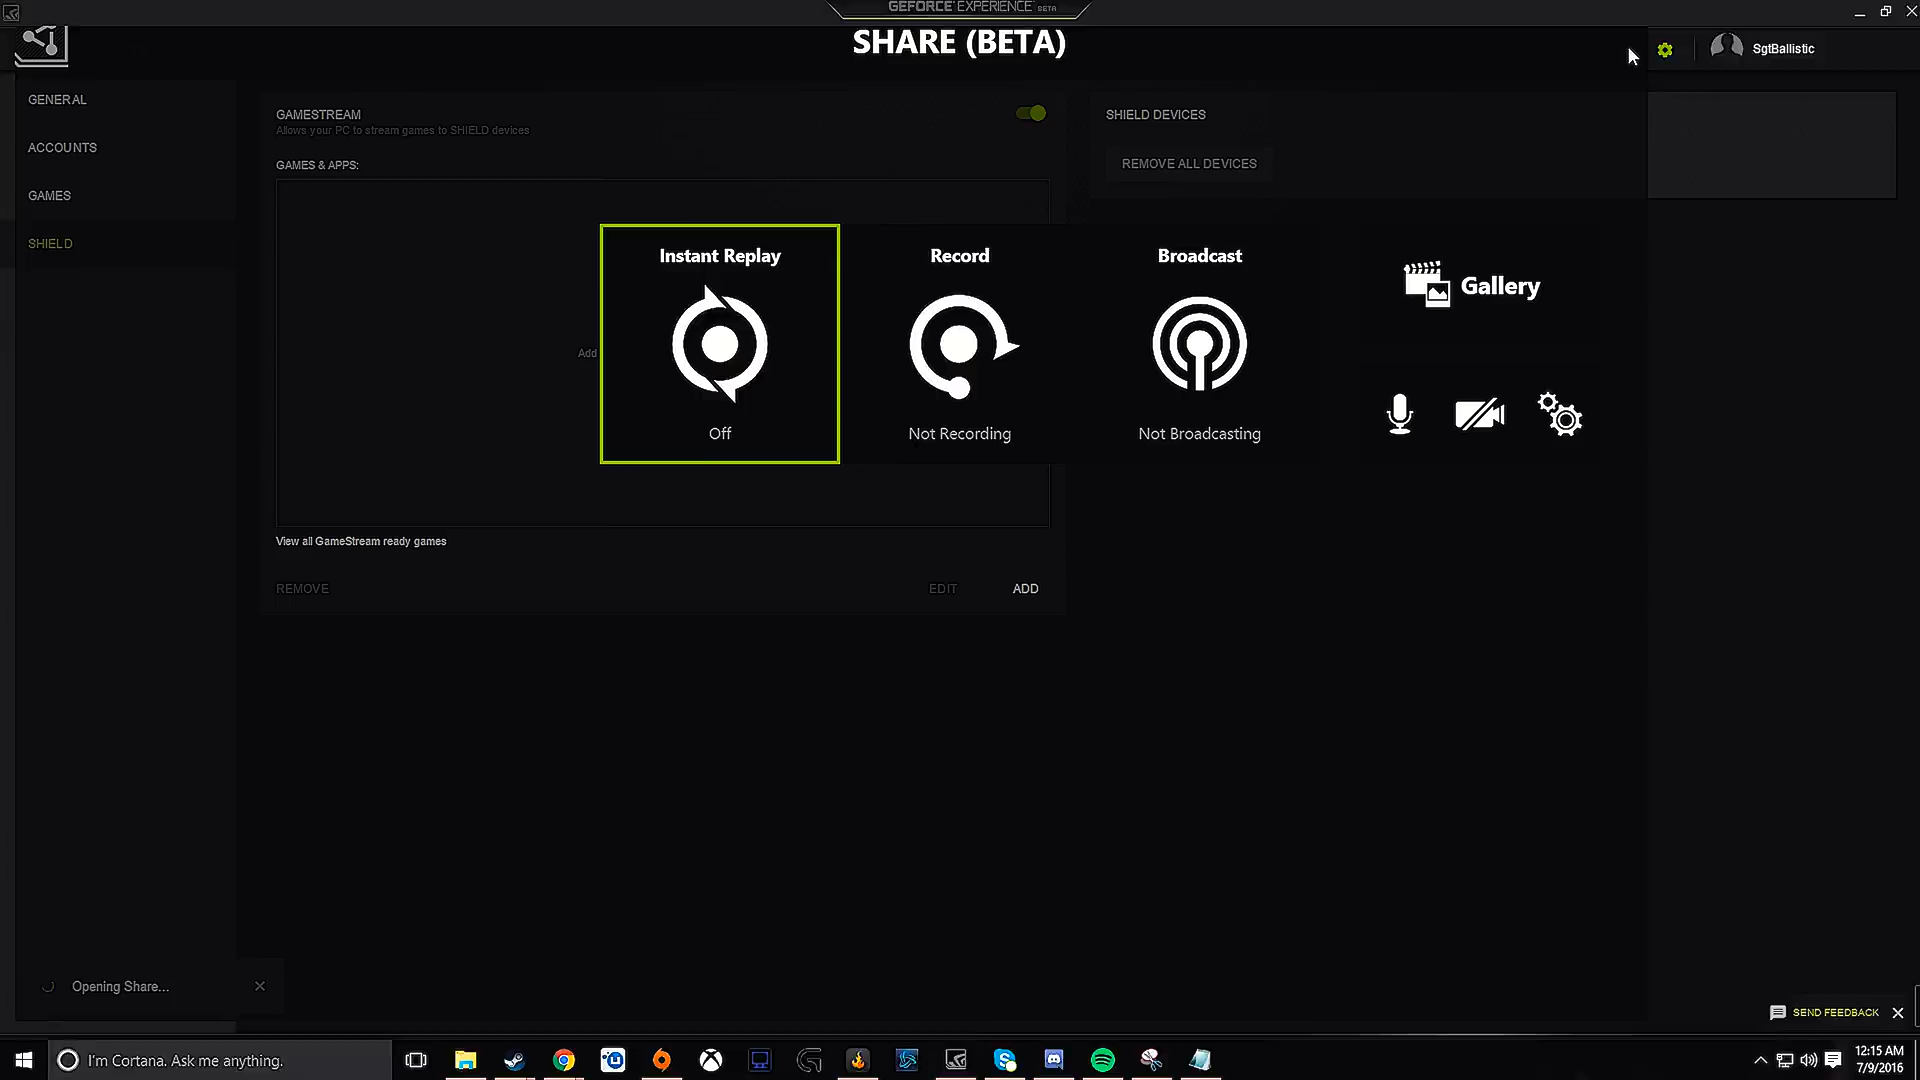 GEFORCE EXPERIENCE BETA
SHARE (BETA)
SgtBallistic
GENERAL
ACCOUNTS
GAMES
SHIELD
GAMESTREAM
Allows your PC to stream games to SHIELD devices
GAMES & APPS:
SHIELD DEVICES
REMOVE ALL DEVICES
Add
Instant Replay
Off
Record
Not Recording
Broadcast
Not Broadcasting
Gallery
View all GameStream ready games
REMOVE
EDIT
ADD
Opening Share...
SEND FEEDBACK
I'm Cortana. Ask me anything.
12:15 AM
7/9/2016